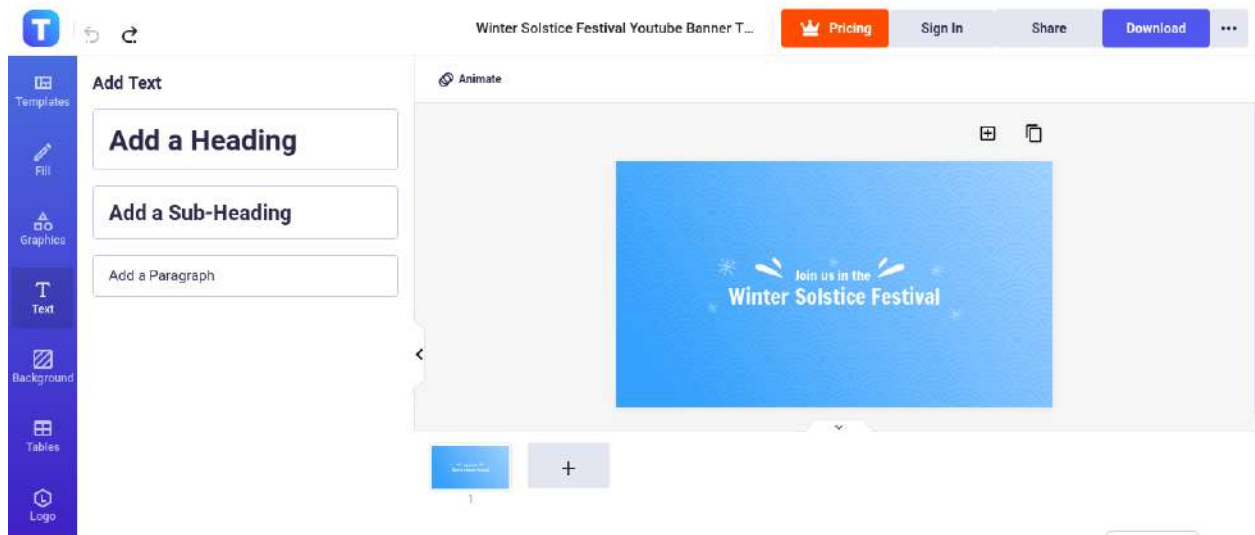 T
Winter Solstice Festival Youtube Banner T...
Pricing
Sign In
Share
Download
Templates
Fill
Graphics
Text
Background
Tables
Logo
Add Text
Add a Heading
Add a Sub-Heading
Add a Paragraph
Animate
Join us in the
Winter Solstice Festival
1